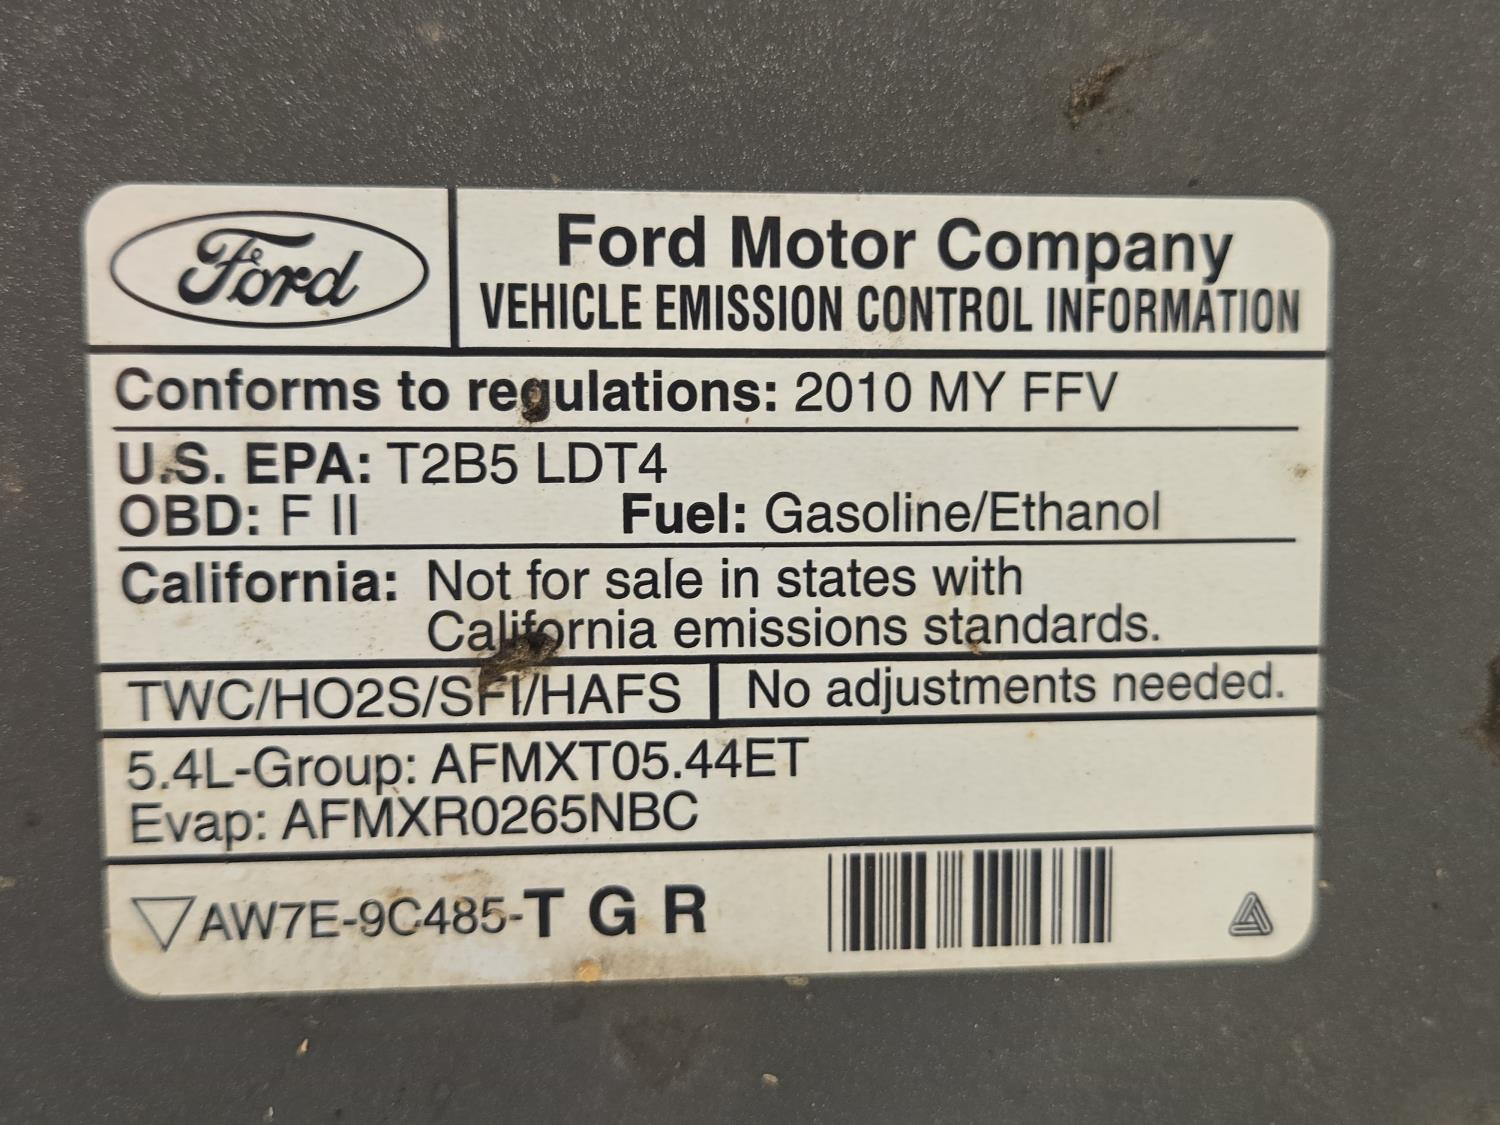 Ford
Ford Motor Company
VEHICLE EMISSION CONTROL INFORMATION
Conforms to regulations: 2010 MY FFV
U.S. EPA: T2B5 LDT4
OBD: F II Fuel: Gasoline/Ethanol
California: Not for sale in states with
California emissions standards.
TWC/HO2S/SFI/HAFS No adjustments needed.
5.4L-Group: AFMXT05.44ET
Evap: AFMXR0265NBC
AW7E-9C485-T G R